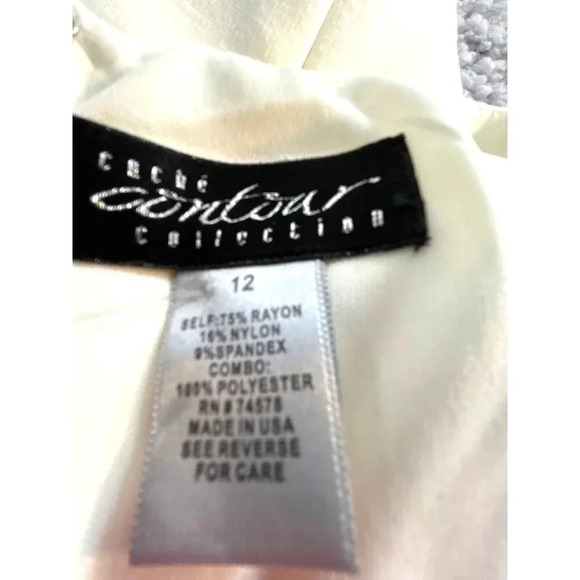 caché
contour
collection
12
SELF:75% RAYON
16% NYLON
9%SPANDEX
COMBO:
100% POLYESTER
RN # 74578
MADE IN USA
SEE REVERSE
FOR CARE